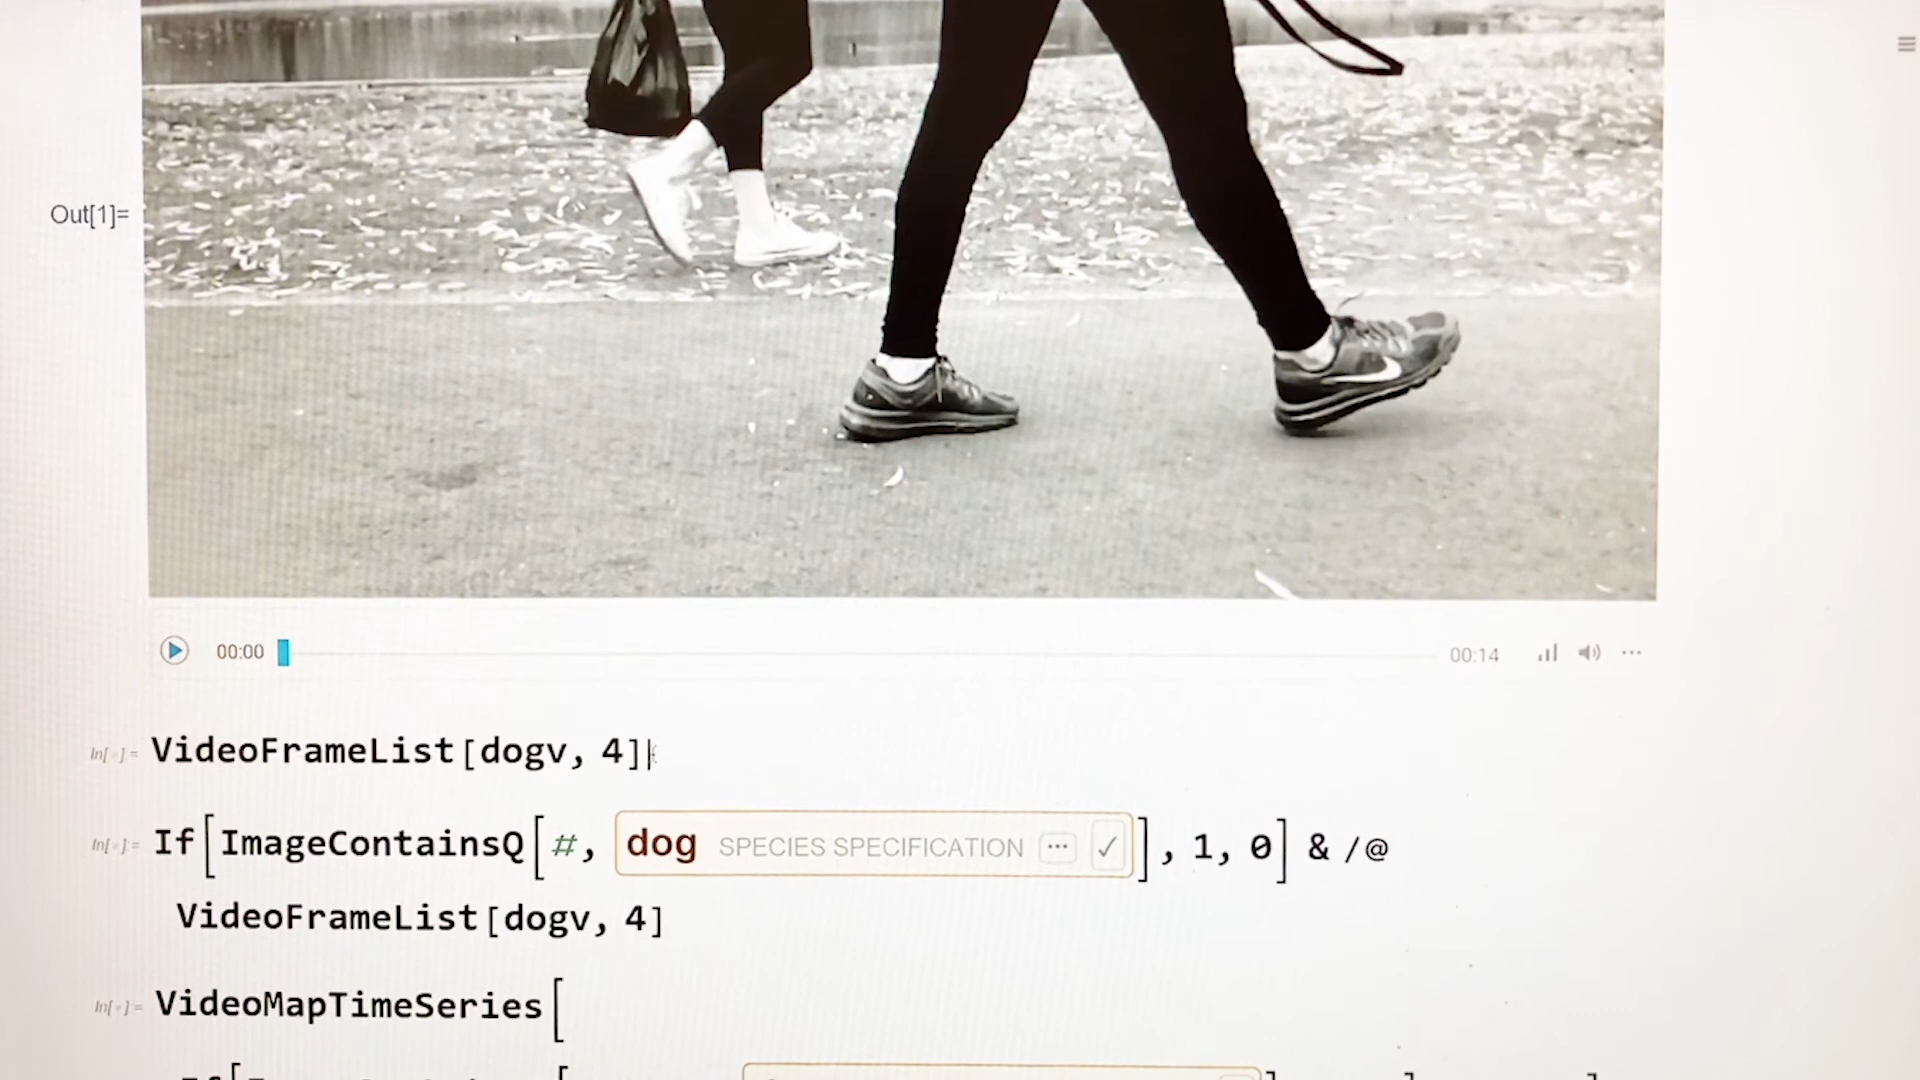 Out[1]=
00:00
00:14
In[ ]:= VideoFrameList[dogv, 4]
In[ ]:= If[ImageContainsQ[#, dog SPECIES SPECIFICATION ··· ✓], 1, 0] & /@
VideoFrameList[dogv, 4]
In[ ]:= VideoMapTimeSeries[